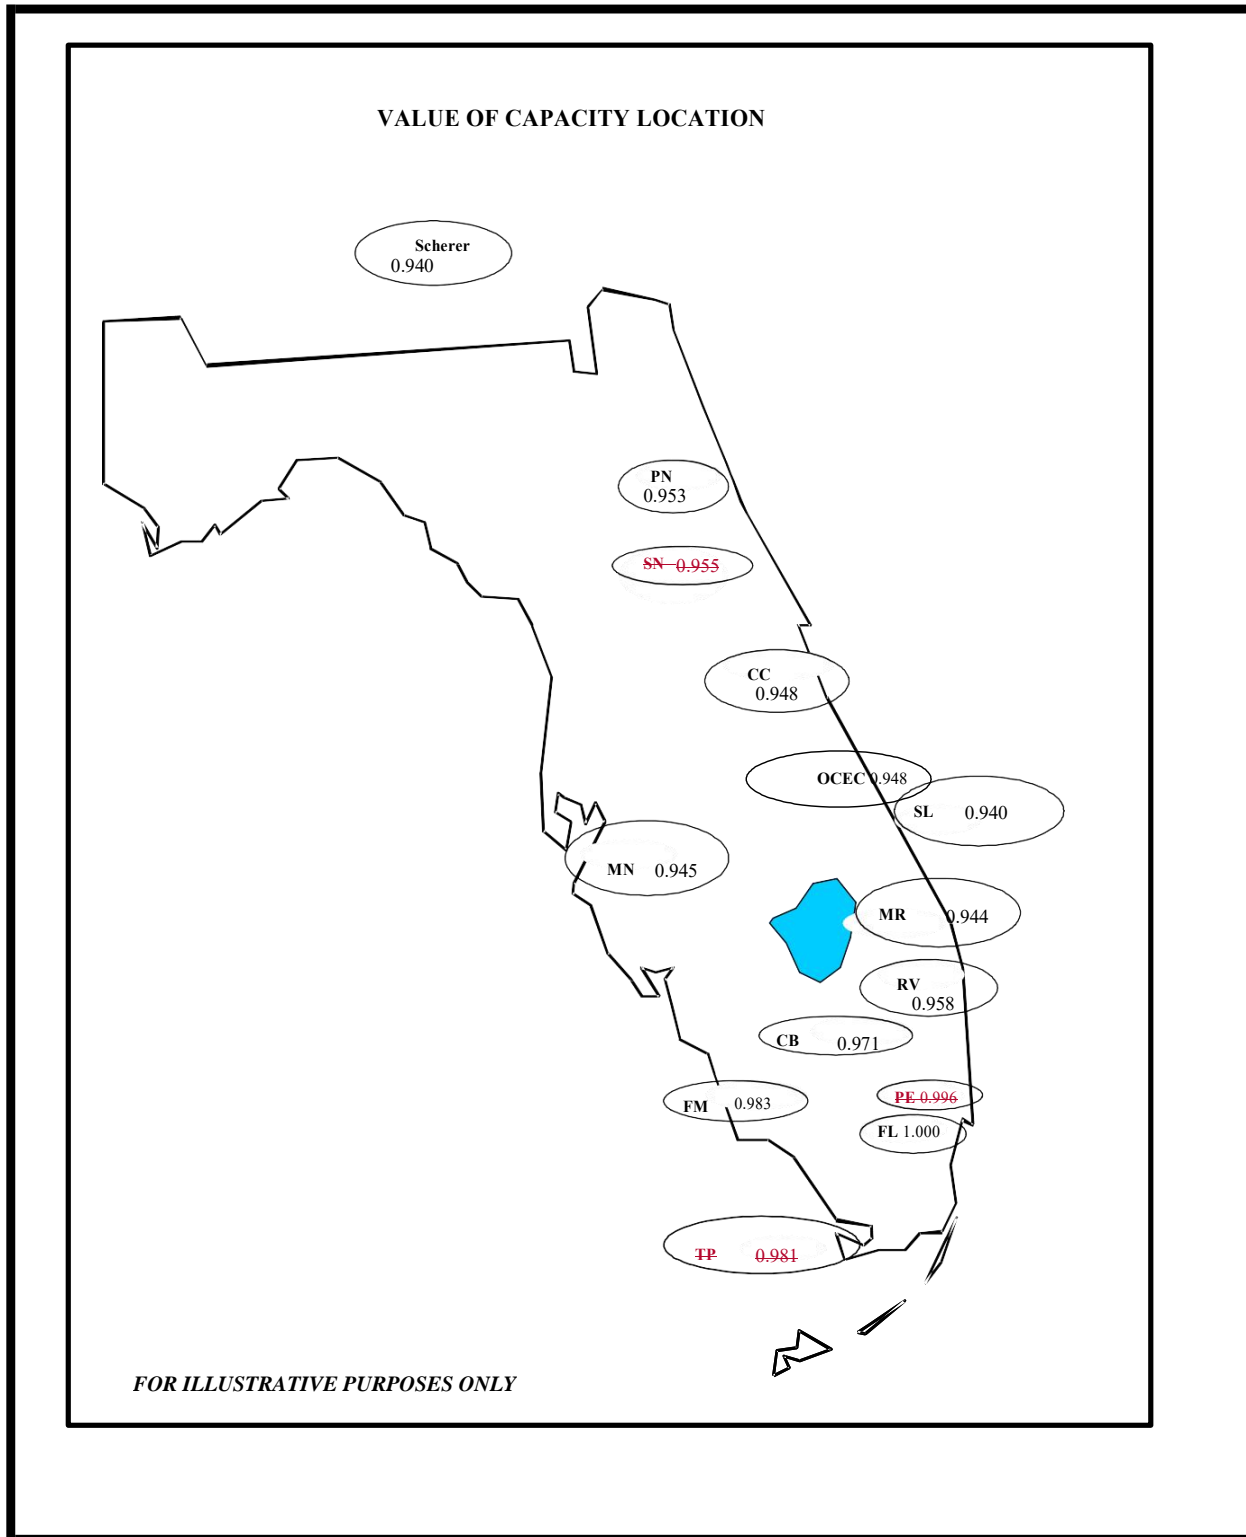 VALUE OF CAPACITY LOCATION
Scherer
0.940
PN
0.953
SN 0.955
CC
0.948
OCEC 0.948
SL 0.940
MN 0.945
MR 0.944
RV
0.958
CB 0.971
FM 0.983
PE 0.996
FL 1.000
TP 0.981
FOR ILLUSTRATIVE PURPOSES ONLY